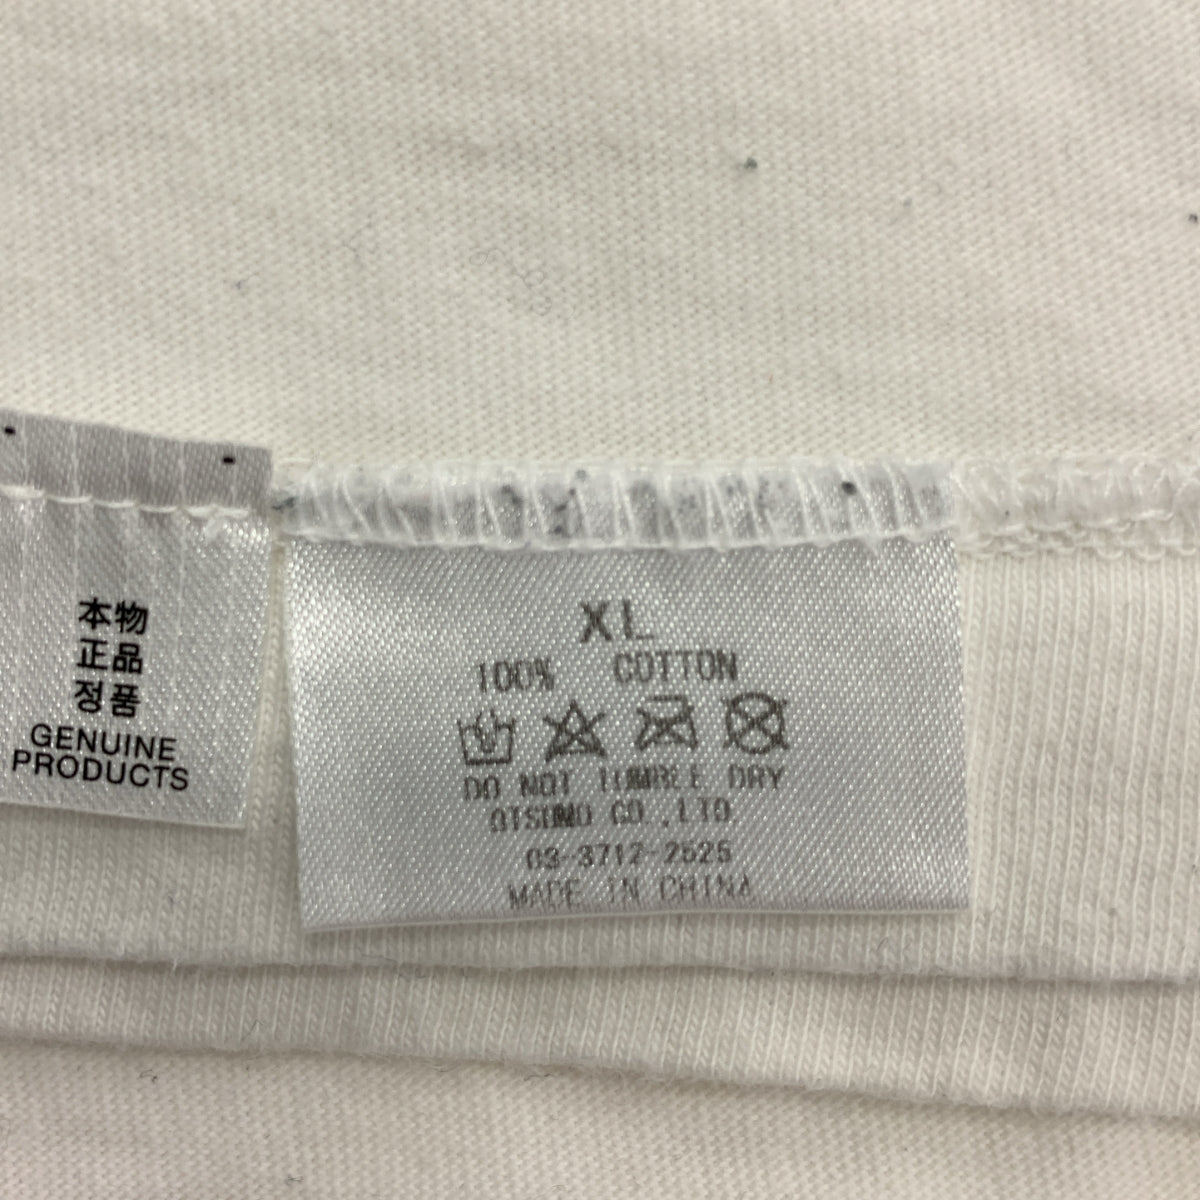 本物
正品
정품
GENUINE
PRODUCTS
XL
100% COTTON
DO NOT TUMBLE DRY
OTSUMO CO.,LTD
03-3712-2525
MADE IN CHINA